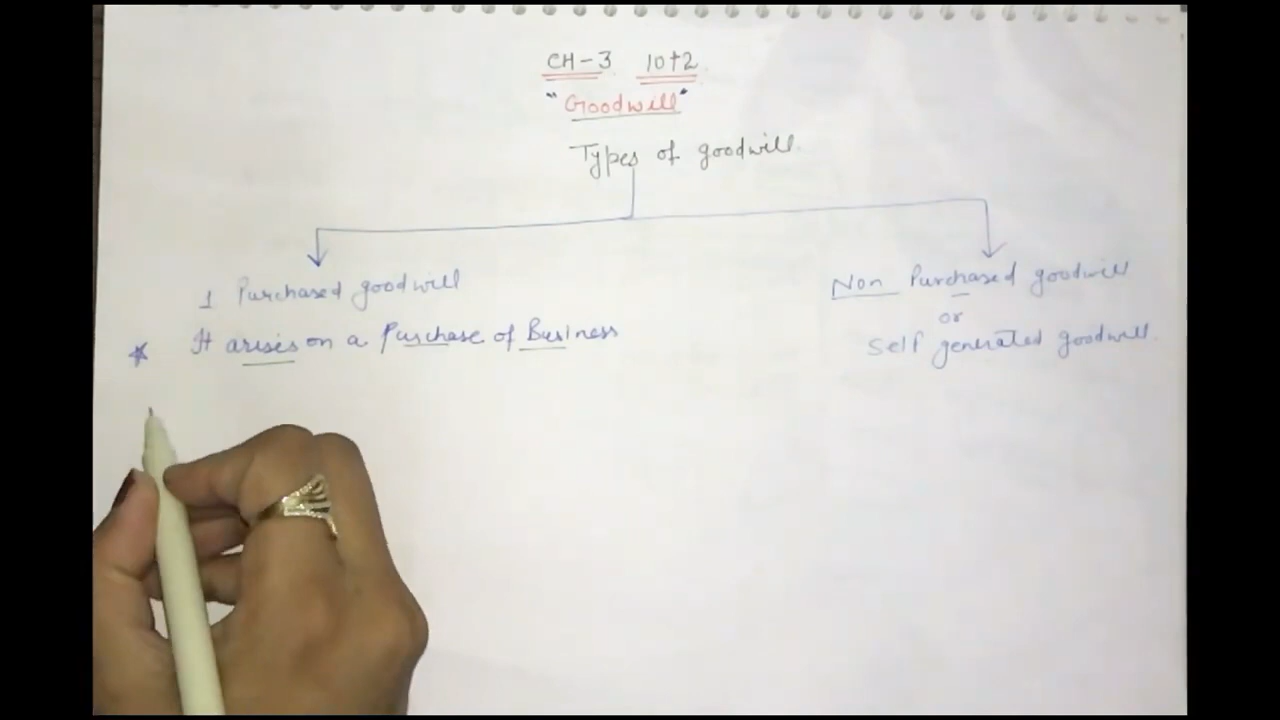 CH-3 10+2
"Goodwill"
Types of goodwill
1 Purchased goodwill
* It arises on a Purchase of Business
Non Purchased goodwill
or
Self generated goodwill.